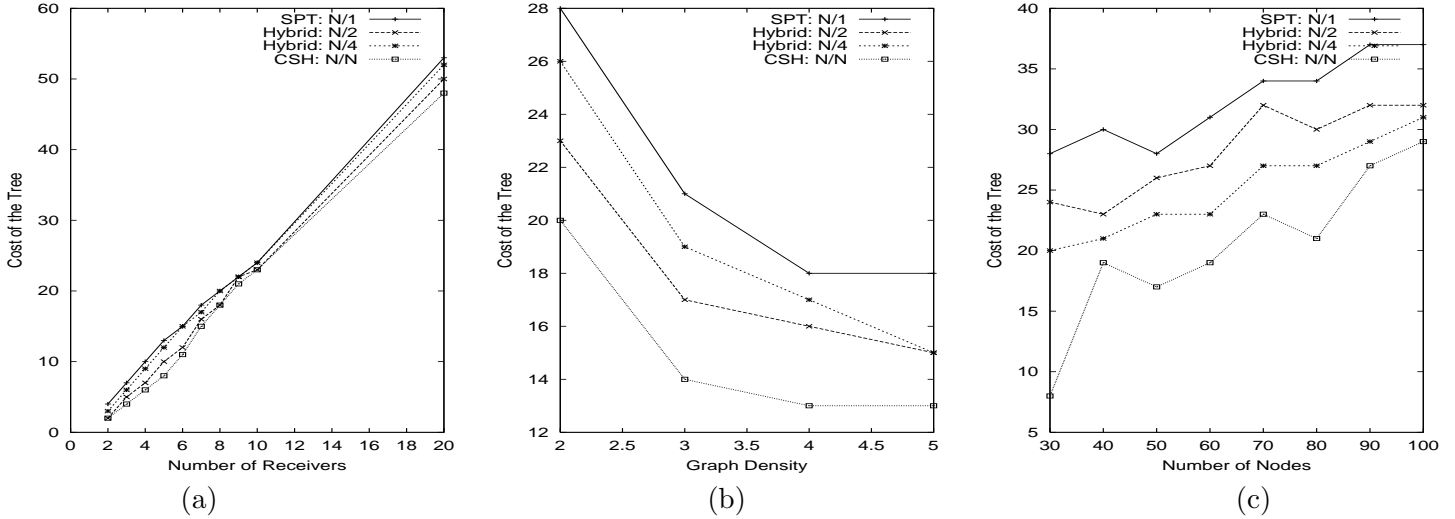 Cost of the Tree
60
50
40
30
20
10
0
SPT: N/1
Hybrid: N/2
Hybrid: N/4
CSH: N/N
0 2 4 6 8 10 12 14 16 18 20
Number of Receivers
(a)
Cost of the Tree
28
26
24
22
20
18
16
14
12
SPT: N/1
Hybrid: N/2
Hybrid: N/4
CSH: N/N
2 2.5 3 3.5 4 4.5 5
Graph Density
(b)
Cost of the Tree
40
35
30
25
20
15
10
5
SPT: N/1
Hybrid: N/2
Hybrid: N/4
CSH: N/N
30 40 50 60 70 80 90 100
Number of Nodes
(c)